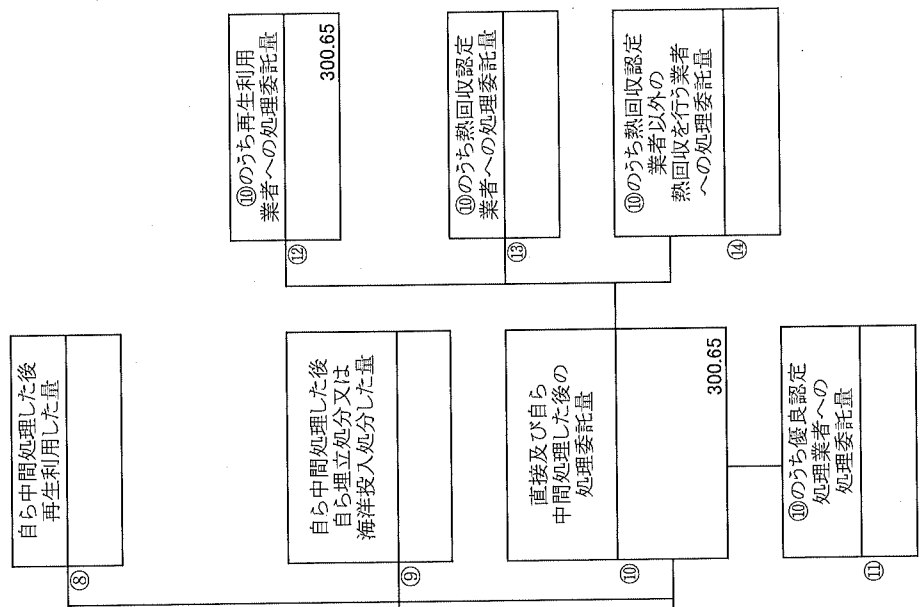 ⑧
自ら中間処理した後
再生利用した量
⑨
自ら中間処理した後
自ら埋立処分又は
海洋投入処分した量
⑩
直接及び自ら
中間処理した後の
処理委託量
300.65
⑪
⑩のうち優良認定
処理業者への
処理委託量
⑫
⑩のうち再生利用
業者への処理委託量
300.65
⑬
⑩のうち熱回収認定
業者への処理委託量
⑭
⑩のうち熱回収認定
業者以外の
熱回収を行う業者
への処理委託量